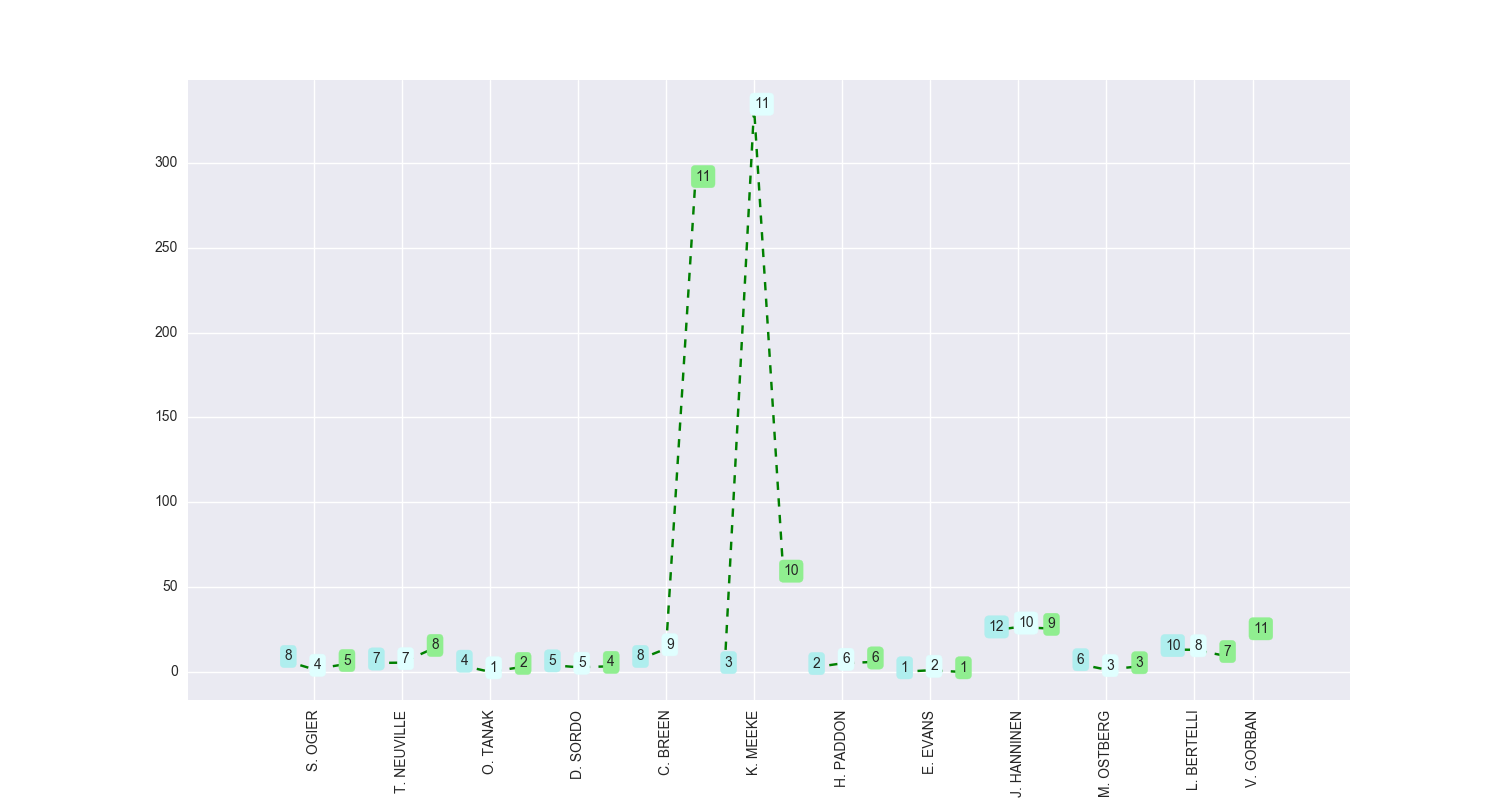 300
250
200
150
100
50
0
8 4 5
7 7 8
4 1 2
5 5 4
8 9 11
3 11 10
2 6 6
1 2 1
12 10 9
6 3 3
10 8 7
11
S. OGIER
T. NEUVILLE
O. TANAK
D. SORDO
C. BREEN
K. MEEKE
H. PADDON
E. EVANS
J. HANNINEN
M. OSTBERG
L. BERTELLI
V. GORBAN